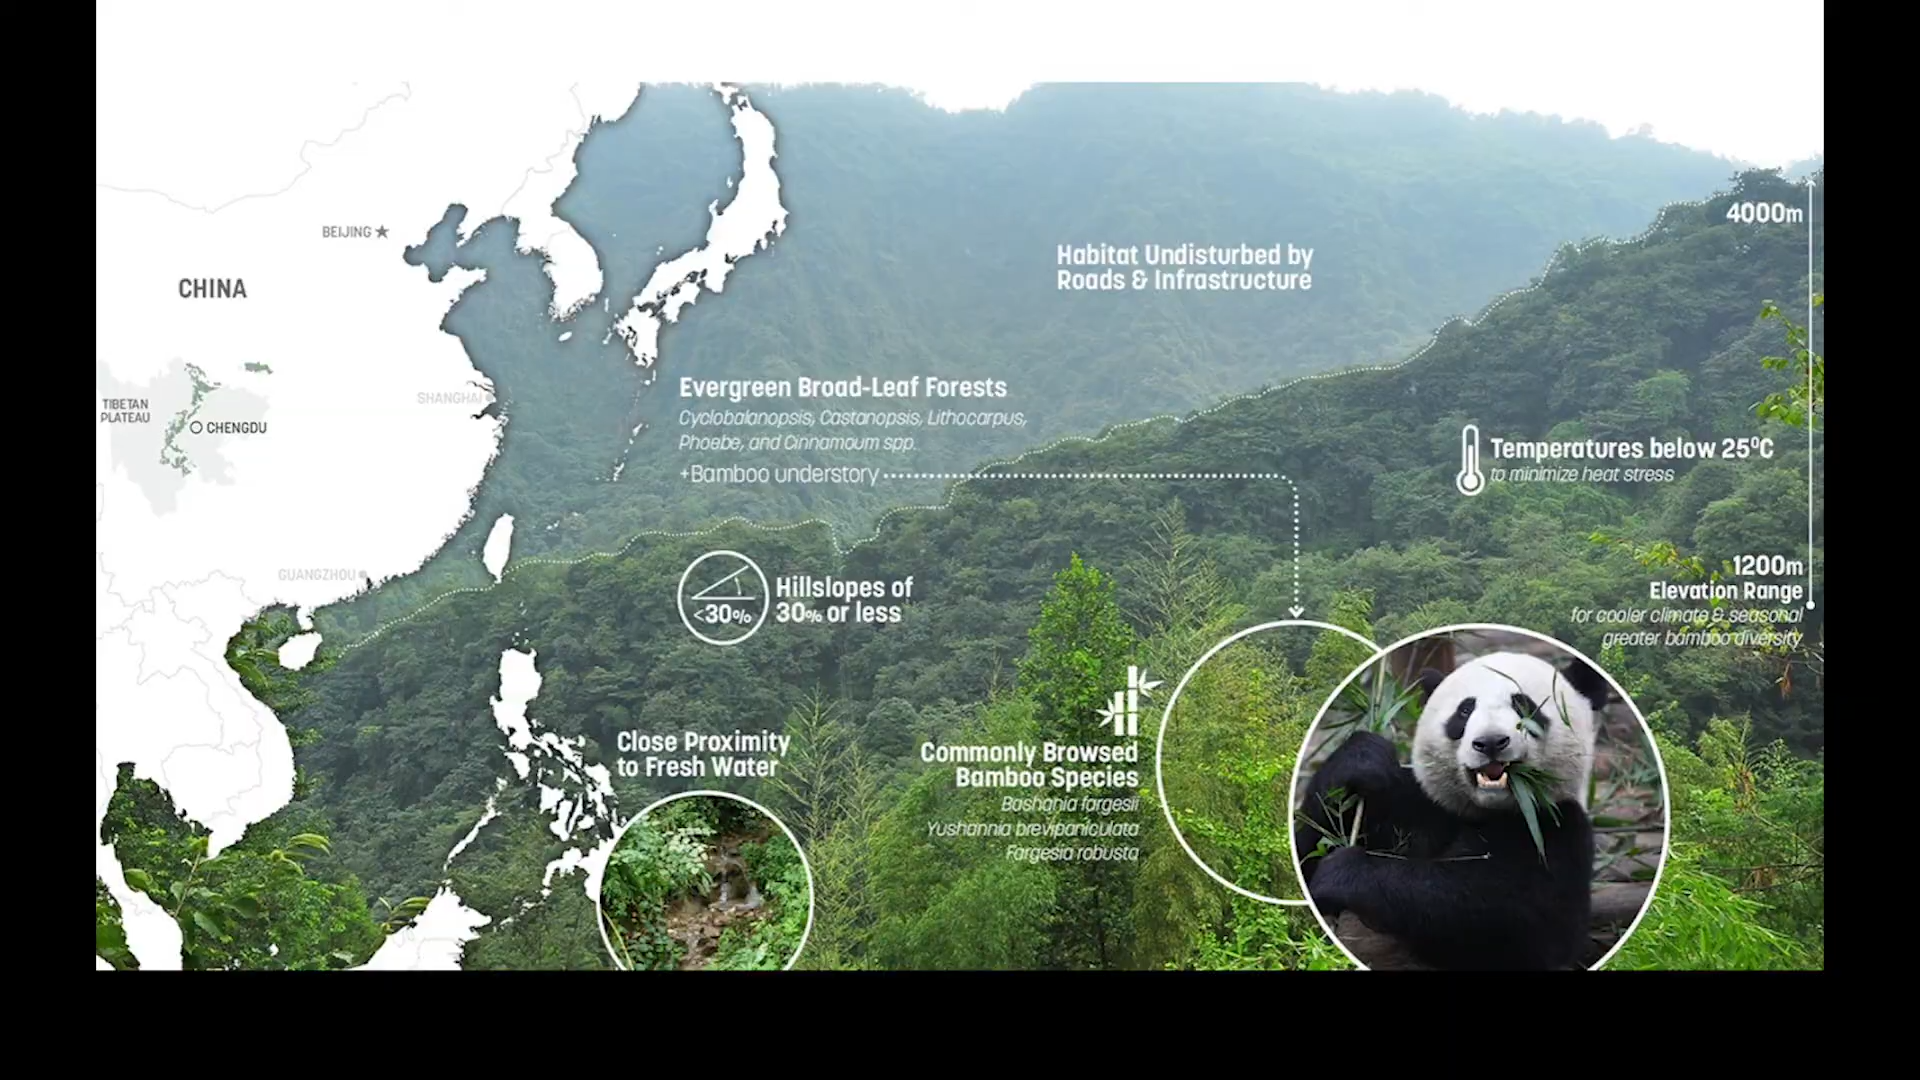 BEIJING
CHINA
SHANGHAI
TIBETAN
PLATEAU
CHENGDU
GUANGZHOU
Habitat Undisturbed by
Roads & Infrastructure
4000m
Evergreen Broad-Leaf Forests
Cyclobalanopsis, Castanopsis, Lithocarpus,
Phoebe, and Cinnamoum spp.
+Bamboo understory
Temperatures below 25ºC
to minimize heat stress
<30%
Hillslopes of
30% or less
1200m
Elevation Range
for cooler climate & seasonal
greater bamboo diversity
Close Proximity
to Fresh Water
Commonly Browsed
Bamboo Species
Bashania fargesii
Yushannia brevipaniculata
Fargesia robusta